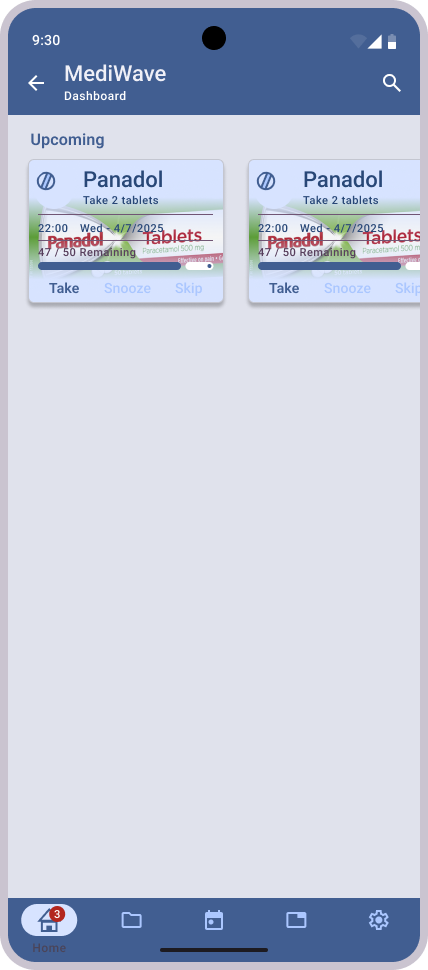 9:30
MediWave
Dashboard
Upcoming
Panadol
Take 2 tablets
22:00 Wed - 4/7/2025
Panadol Tablets
Paracetamol 500 mg
47 / 50 Remaining
Take Snooze Skip
Panadol
Take 2 tablets
22:00 Wed - 4/7/2025
Panadol Tablets
Paracetamol 500 mg
47 / 50 Remaining
Take Snooze Skip
3
Home